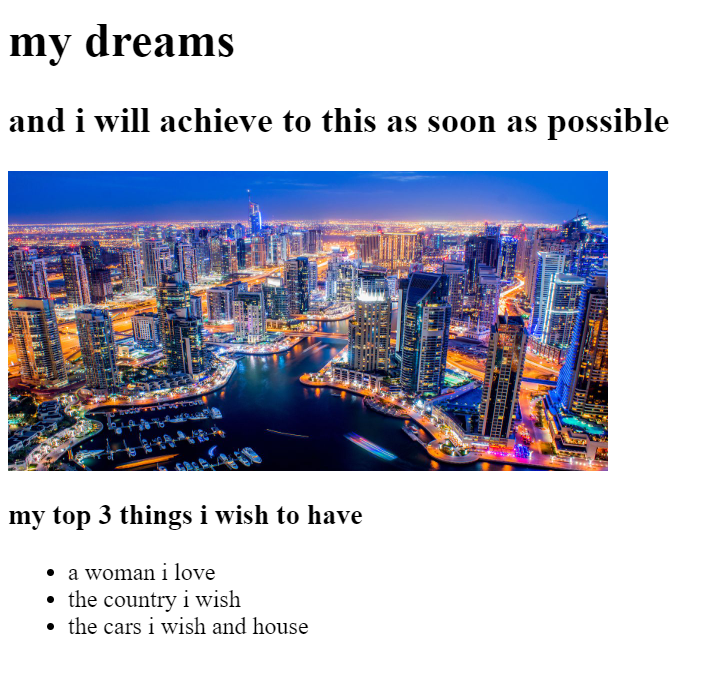 my dreams
and i will achieve to this as soon as possible
my top 3 things i wish to have
a woman i love
the country i wish
the cars i wish and house